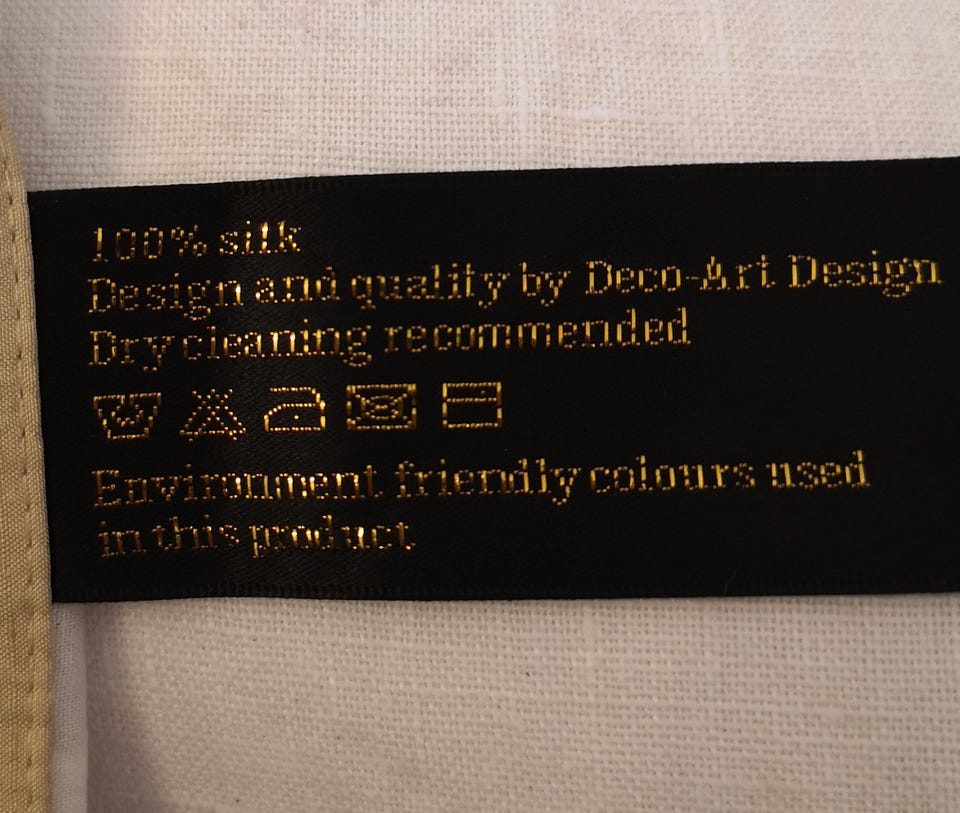 100% silk
Design and quality by Deco-Art Design
Dry cleaning recommended
Environment friendly colours used
in this product